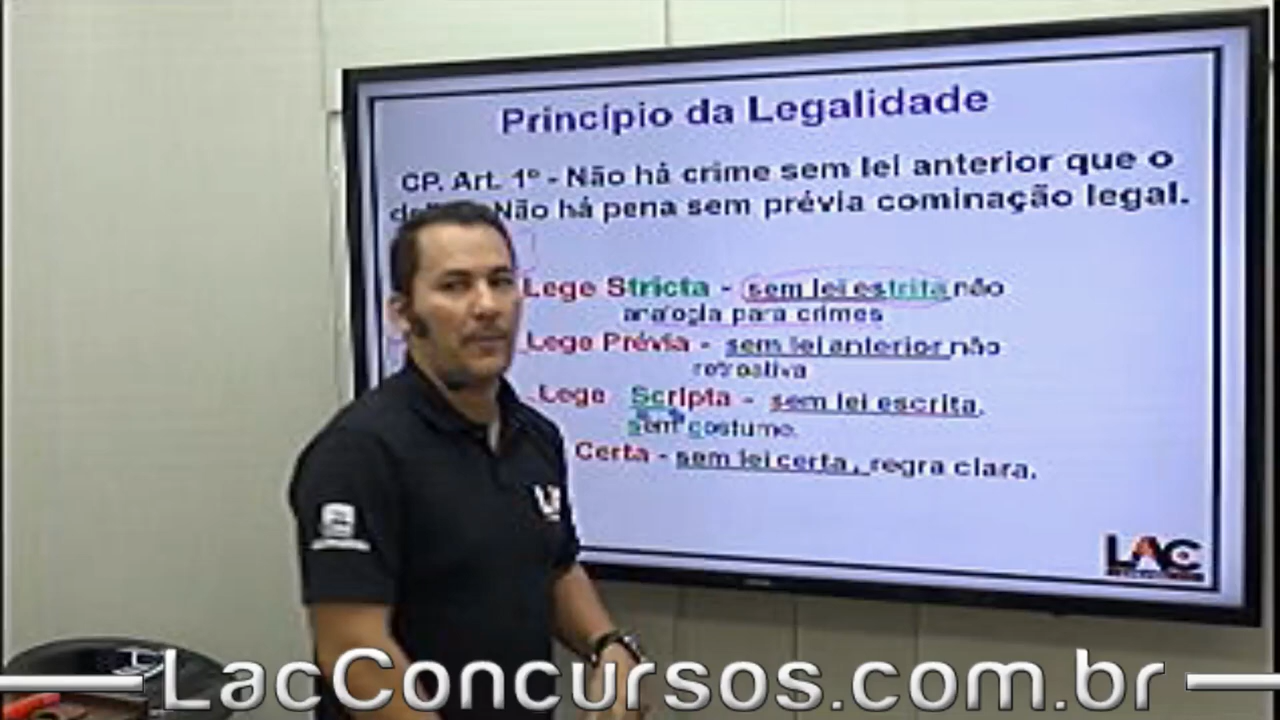 Princípio da Legalidade
CP. Art. 1º - Não há crime sem lei anterior que o
Não há pena sem prévia cominação legal.
Lege Stricta - sem lei estrita não
analogia para crimes
Lege Prévia - sem lei anterior não
retroativa
Lege Scripta - sem lei escrita,
sem costume.
Certa - sem lei certa, regra clara.
LAC
LacConcursos.com.br